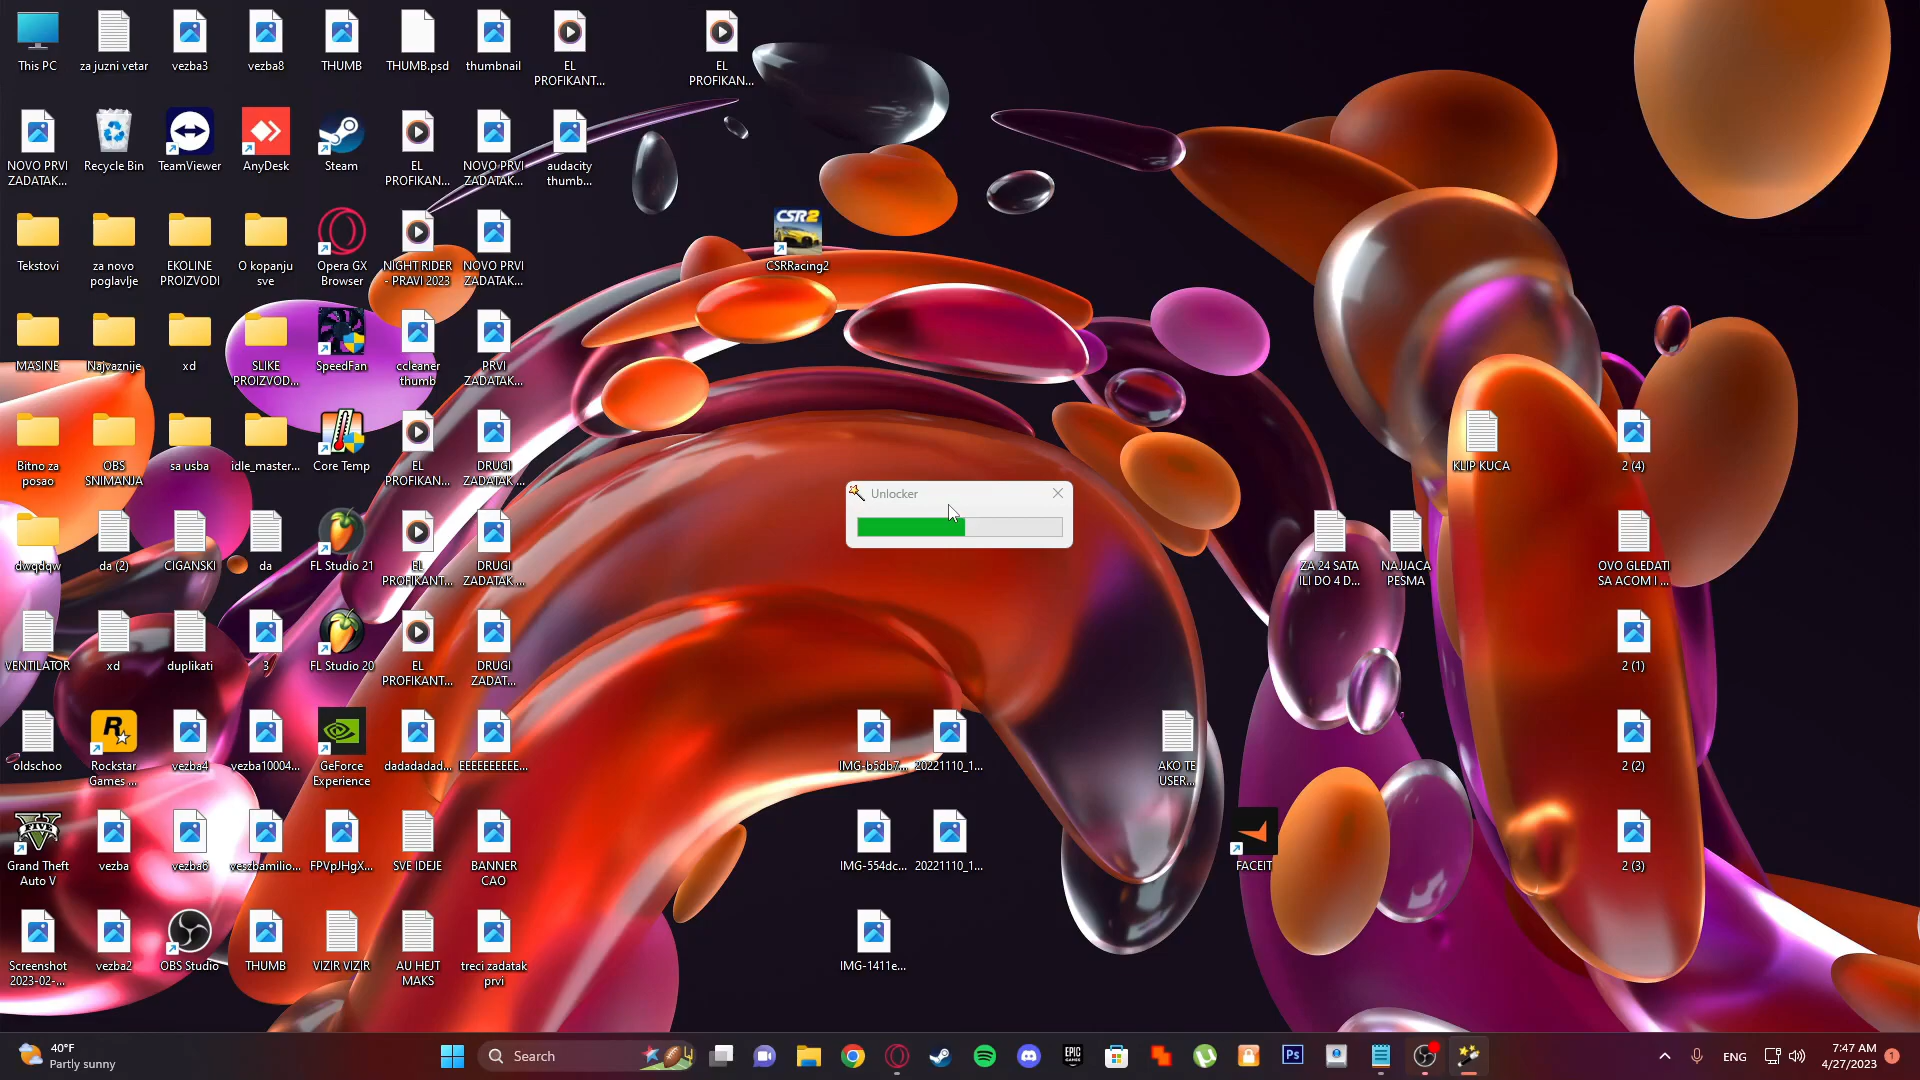 This PC
za juzni vetar
vezba3
vezba8
THUMB
THUMB.psd
thumbnail
EL
PROFIKANT...
EL
PROFIKAN...
NOVO PRVI
ZADATAK...
Recycle Bin
TeamViewer
AnyDesk
Steam
EL
PROFIKAN...
NOVO PRVI
ZADATAK...
audacity
thumb...
Tekstovi
za novo
poglavlje
EKOLINE
PROIZVODI
O kopanju
sve
Opera GX
Browser
NIGHT RIDER
- PRAVI 2023
NOVO PRVI
ZADATAK...
CSR2
CSRRacing2
MASINE
Najvaznije
xd
SLIKE
PROIZVOD...
SpeedFan
ccleaner
thumb
PRVI
ZADATAK...
Bitno za
posao
OBS
SNIMANJA
sa usba
idle_master...
Core Temp
EL
PROFIKAN...
DRUGI
ZADATAK...
KLIP KUCA
2 (4)
Unlocker
dwqdqw
da (2)
CIGANSKI
da
FL Studio 21
EL
PROFIKANT...
DRUGI
ZADATAK ...
ZA 24 SATA
ILI DO 4 D...
NAJJACA
PESMA
OVO GLEDATI
SA ACOM I ...
VENTILATOR
xd
duplikati
3
FL Studio 20
EL
PROFIKANT...
DRUGI
ZADAT...
2 (1)
oldschoo
Rockstar
Games ...
vezba4
vezba10004...
GeForce
Experience
dadadadad...
EEEEEEEEEE...
IMG-b5db7...
20221110_1...
AKO TE
USER...
2 (2)
Grand Theft
Auto V
vezba
vezba6
veszbamilio...
FPVpJHgX...
SVE IDEJE
BANNER
CAO
IMG-554dc...
20221110_1...
FACEIT
2 (3)
Screenshot
2023-02-...
vezba2
OBS Studio
THUMB
VIZIR VIZIR
AU HEJT
MAKS
treci zadatak
prvi
IMG-1411e...
40°F
Partly sunny
Search
EPIC
GAMES
Ps
ENG
7:47 AM
4/27/2023
1